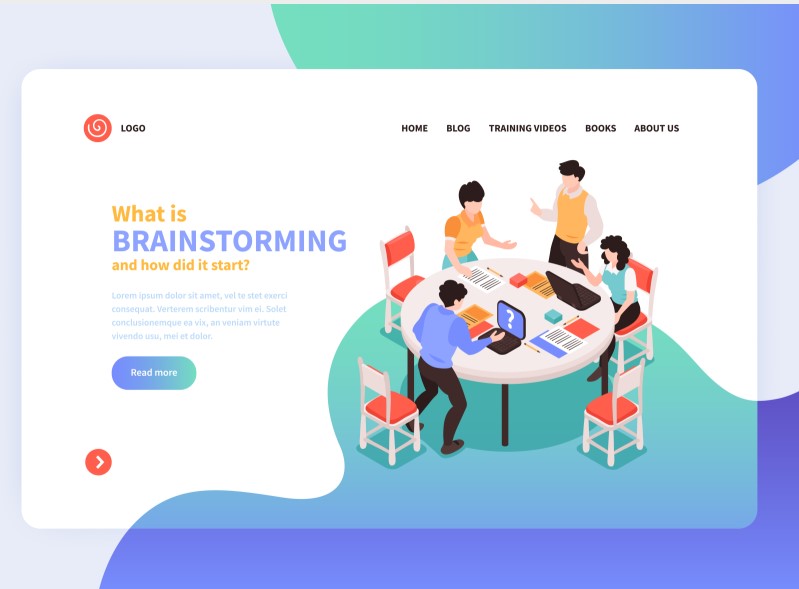 LOGO
HOME BLOG TRAINING VIDEOS BOOKS ABOUT US
What is
BRAINSTORMING
and how did it start?
Lorem ipsum dolor sit amet, vel te stet exerci
consequat. Verterem scribentur vim ei. Solet
conclusionemque ea vix, an veniam virtute
vivendo usu, mei et dolor.
Read more
?